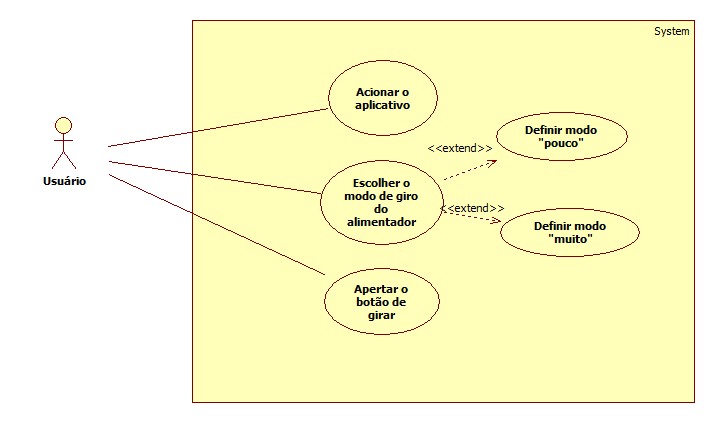 System
Acionar o
aplicativo
Definir modo
"pouco"
<<extend>>
Usuário
Escolher o
modo de giro
do
alimentador
<<extend>>
Definir modo
"muito"
Apertar o
botão de
girar